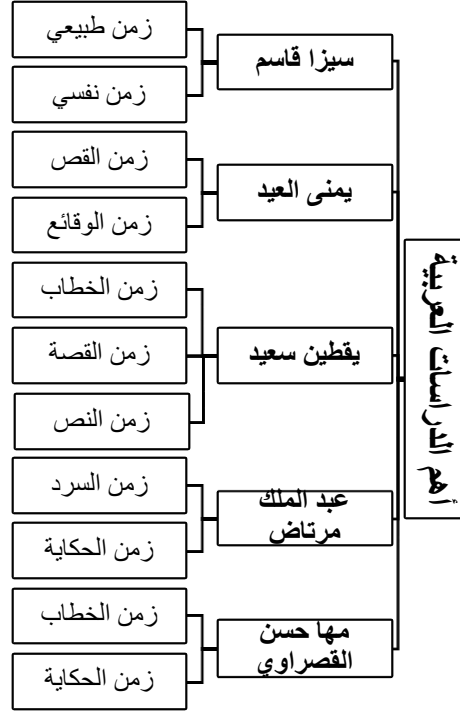 أهم الدراسات العربية
سيزا قاسم
زمن طبيعي
زمن نفسي
يمنى العيد
زمن القص
زمن الوقائع
يقطين سعيد
زمن الخطاب
زمن القصة
زمن النص
عبد الملك
مرتاض
زمن السرد
زمن الحكاية
مها حسن
القصراوي
زمن الخطاب
زمن الحكاية